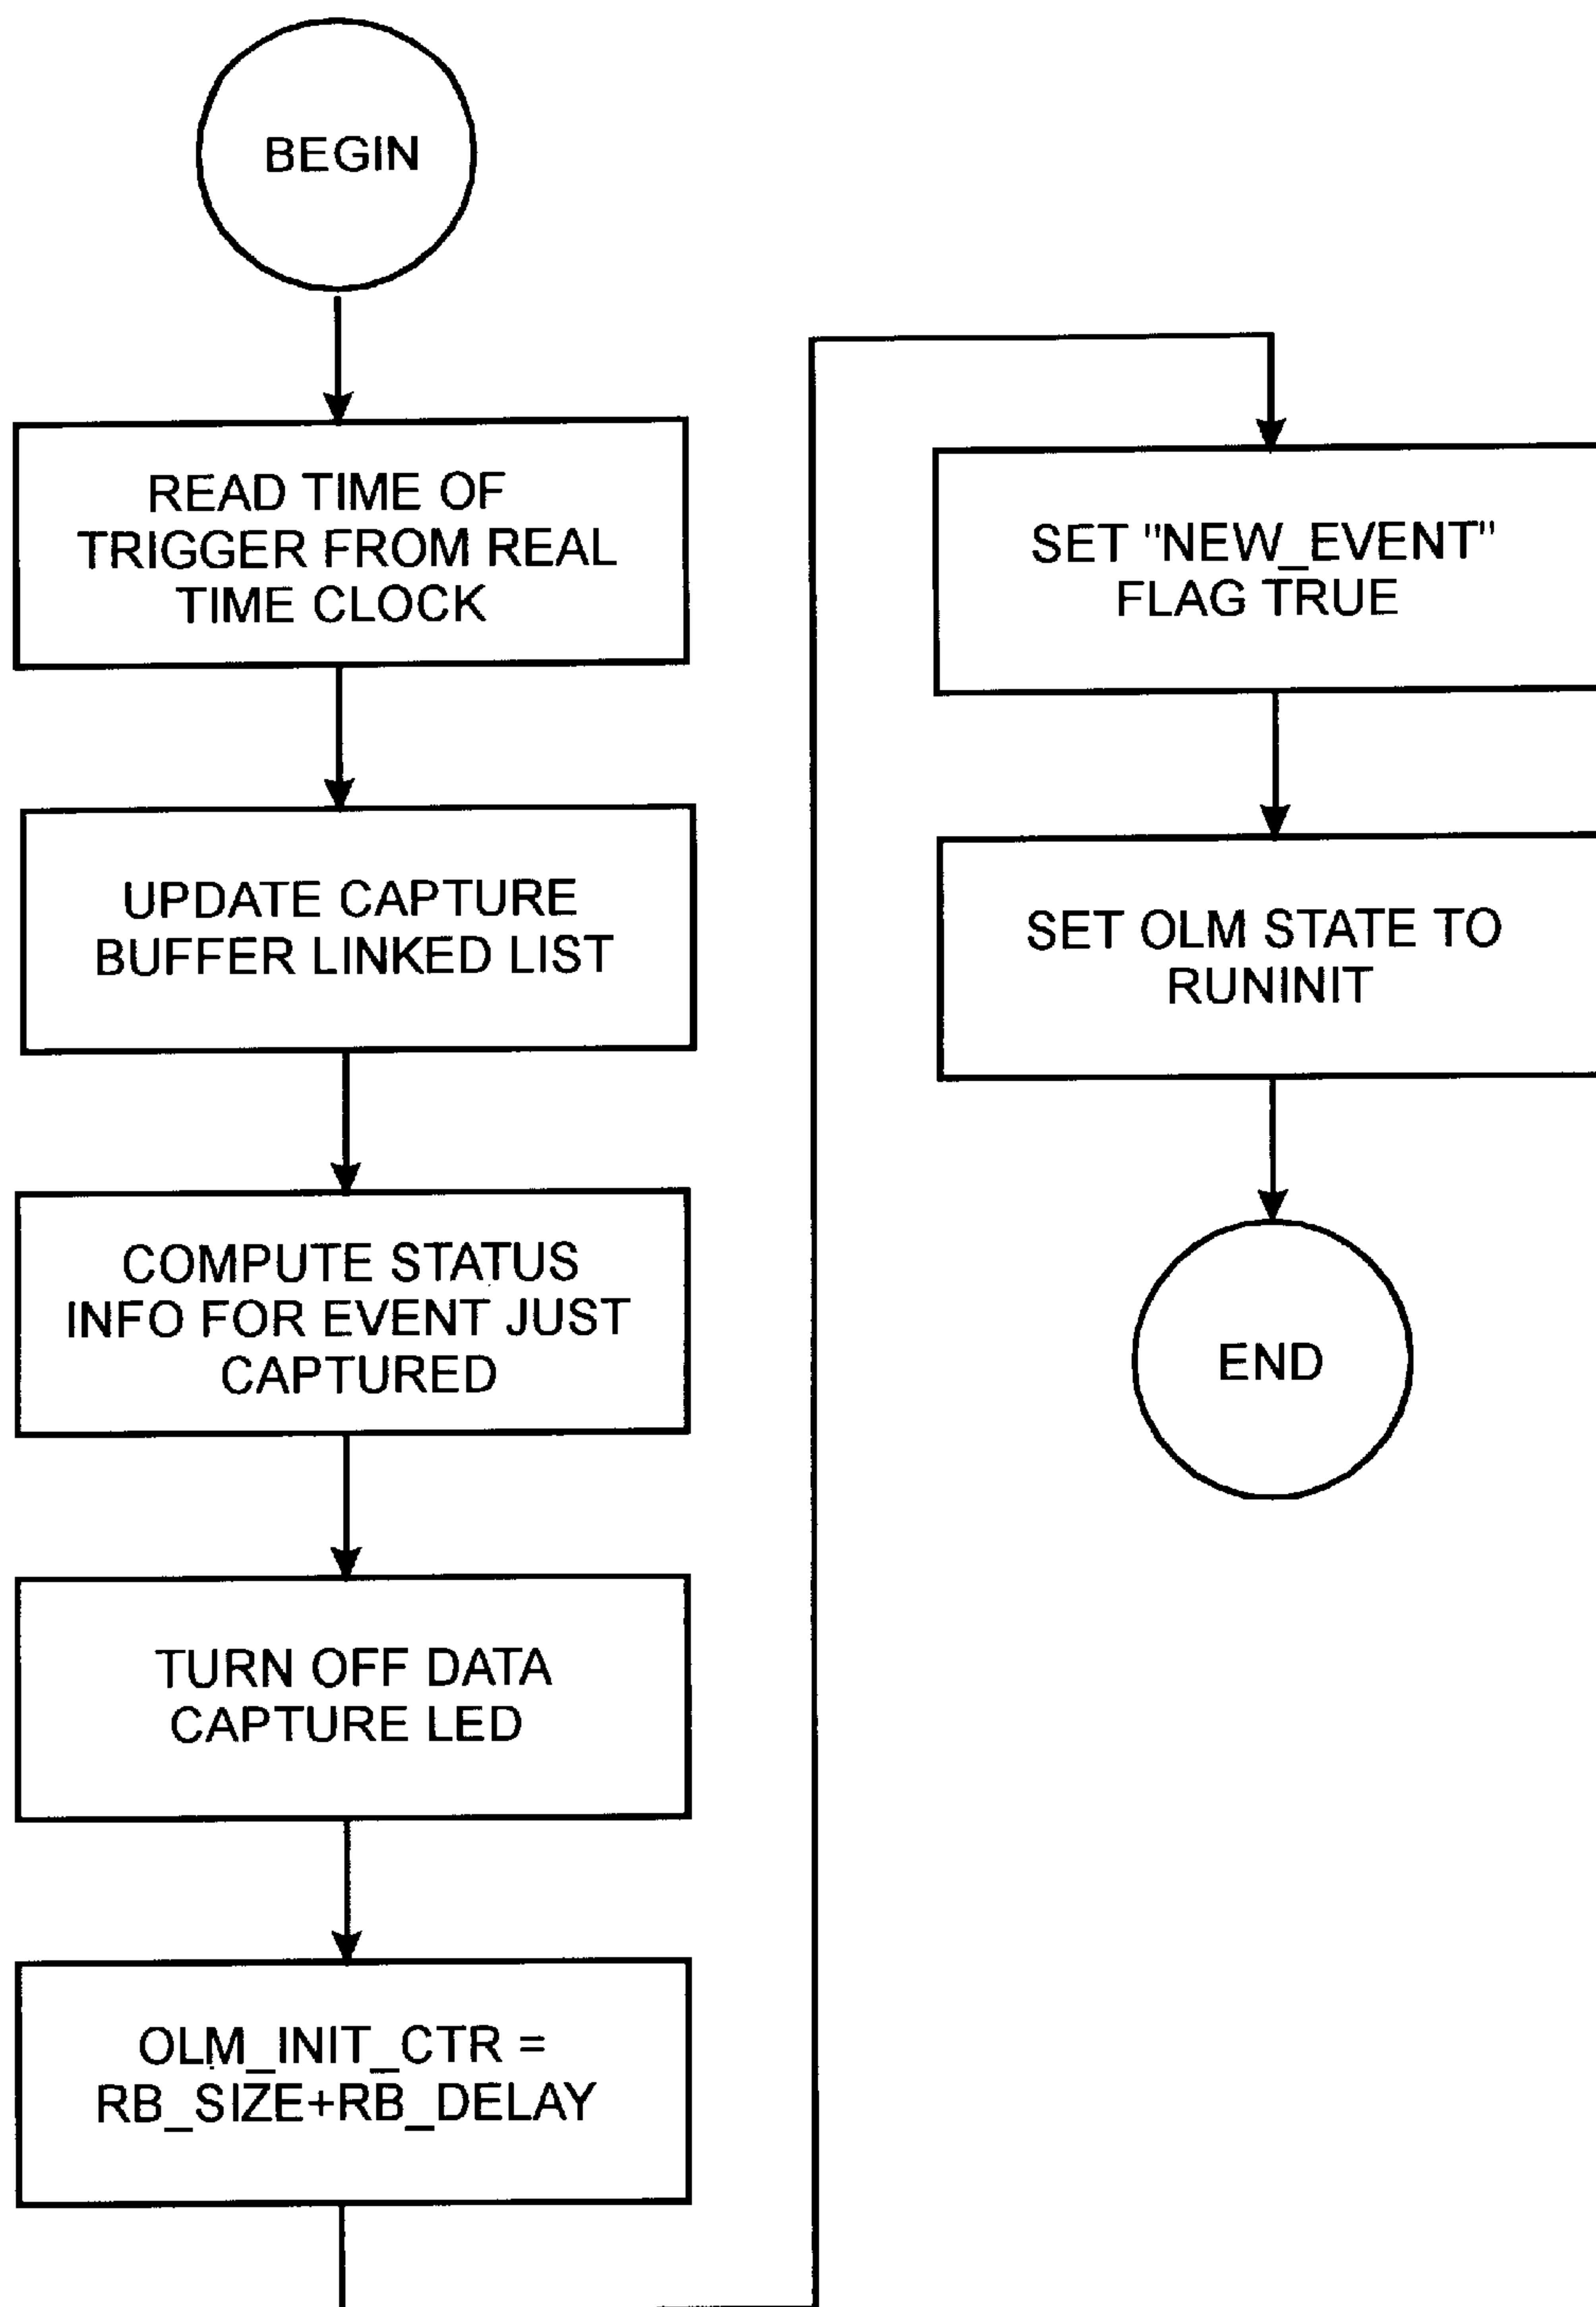 BEGIN
READ TIME OF
TRIGGER FROM REAL
TIME CLOCK
UPDATE CAPTURE
BUFFER LINKED LIST
COMPUTE STATUS
INFO FOR EVENT JUST
CAPTURED
TURN OFF DATA
CAPTURE LED
OLM_INIT_CTR =
RB_SIZE+RB_DELAY
SET "NEW_EVENT"
FLAG TRUE
SET OLM STATE TO
RUNINIT
END